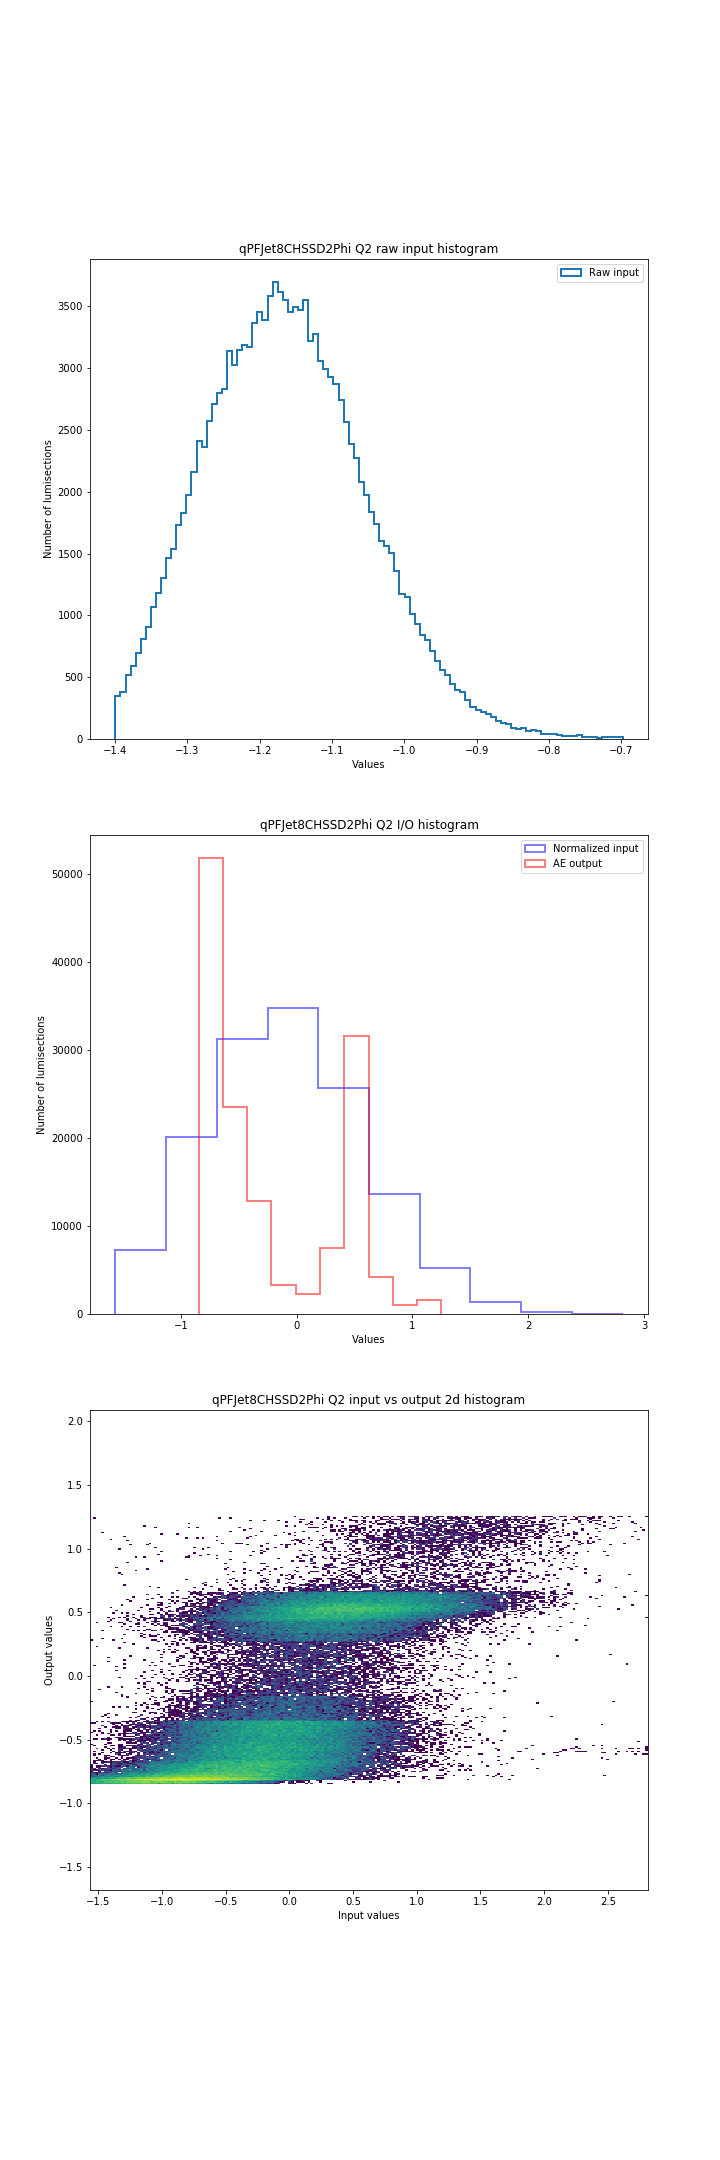 qPFJet8CHSSD2Phi Q2 raw input histogram
Raw input
3500
3000
2500
2000
1500
1000
500
0
Number of lumisections
−1.4 −1.3 −1.2 −1.1 −1.0 −0.9 −0.8 −0.7
Values
qPFJet8CHSSD2Phi Q2 I/O histogram
Normalized input
AE output
50000
40000
30000
20000
10000
0
Number of lumisections
−1 0 1 2 3
Values
qPFJet8CHSSD2Phi Q2 input vs output 2d histogram
2.0
1.5
1.0
0.5
0.0
−0.5
−1.0
−1.5
Output values
−1.5 −1.0 −0.5 0.0 0.5 1.0 1.5 2.0 2.5
Input values